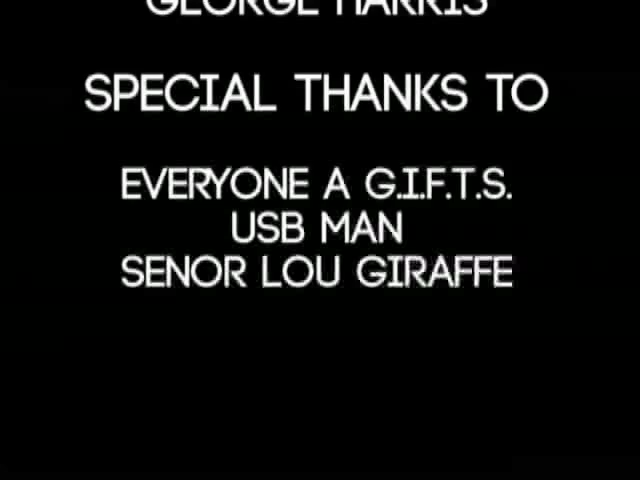 GEORGE HARRIS
SPECIAL THANKS TO
EVERYONE A G.I.F.T.S.
USB MAN
SENOR LOU GIRAFFE